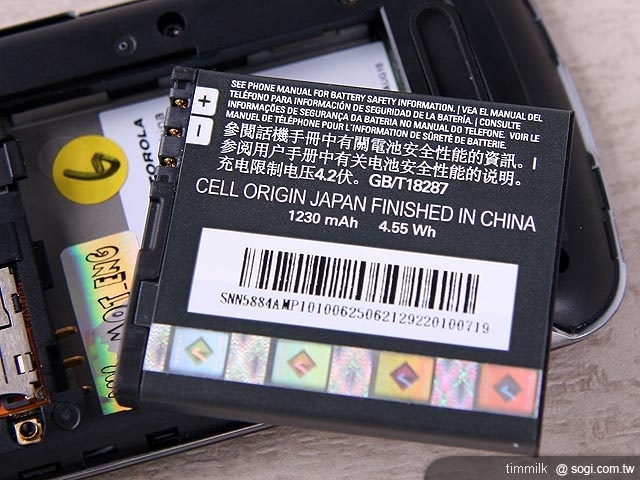 SEE PHONE MANUAL FOR BATTERY SAFETY INFORMATION. | VEA EL MANUAL DEL
TELÉFONO PARA INFORMACIÓN DE SEGURIDAD DE LA BATERÍA. | CONSULTE
INFORMAÇÕES DE SEGURANÇA DA BATERIA NO MANUAL DO TELEFONE. VOIR LE
MANUEL DE TÉLÉPHONE POUR L'INFORMATION DE SÛRETÉ DE BATTERIE.
參閱話機手冊中有關電池安全性能的資訊。|
参阅用户手册中有关电池安全性能的说明。
充电限制电压4.2伏。 GB/T18287
CELL ORIGIN JAPAN FINISHED IN CHINA
1230 mAh 4.55 Wh
SNN5884AMP1010062506212922010​0719
+
−
MOTOROLA
timmilk @ sogi.com.tw